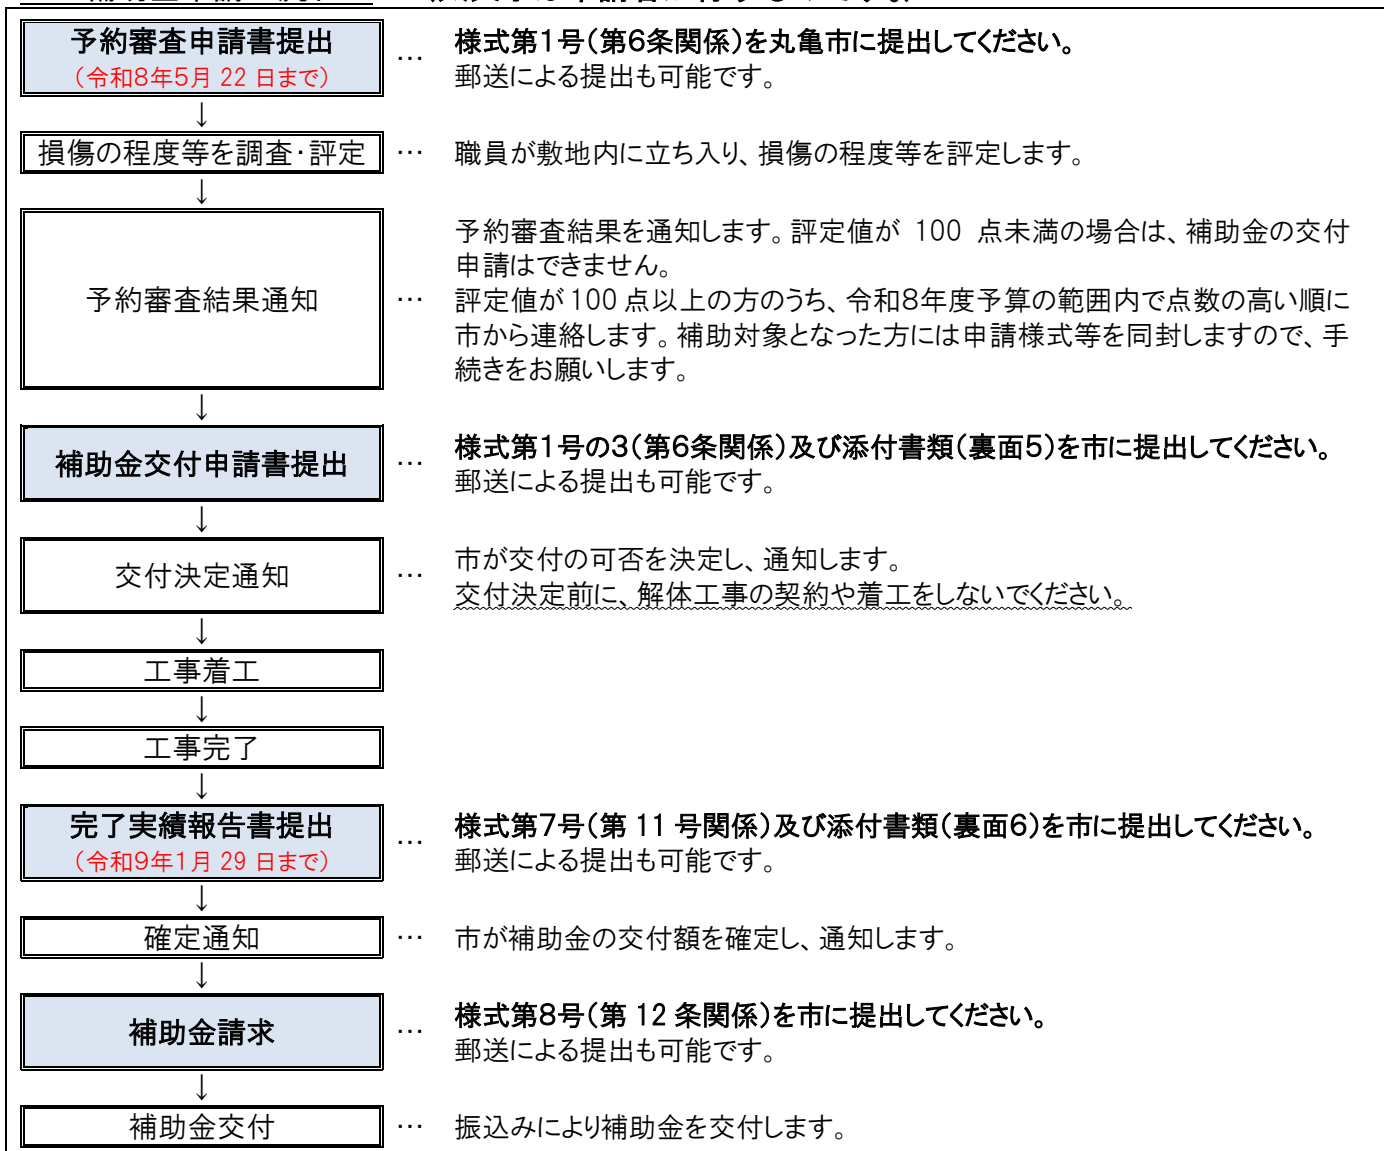 予約審査申請書提出
(令和8年5月 22 日まで)
… 様式第1号(第6条関係)を丸亀市に提出してください。
郵送による提出も可能です。
↓
損傷の程度等を調査・評定 … 職員が敷地内に立ち入り、損傷の程度等を評定します。
↓
予約審査結果通知 …
予約審査結果を通知します。評定値が 100 点未満の場合は、補助金の交付
申請はできません。
評定値が 100 点以上の方のうち、令和8年度予算の範囲内で点数の高い順に
市から連絡します。補助対象となった方には申請様式等を同封しますので、手
続きをお願いします。
↓
補助金交付申請書提出 …
様式第1号の3(第6条関係)及び添付書類(裏面5)を市に提出してください。
郵送による提出も可能です。
↓
交付決定通知 …
市が交付の可否を決定し、通知します。
交付決定前に、解体工事の契約や着工をしないでください。
↓
工事着工
↓
工事完了
↓
完了実績報告書提出
(令和9年1月 29 日まで)
… 様式第7号(第 11 号関係)及び添付書類(裏面6)を市に提出してください。
郵送による提出も可能です。
↓
確定通知 … 市が補助金の交付額を確定し、通知します。
↓
補助金請求 …
様式第8号(第 12 条関係)を市に提出してください。
郵送による提出も可能です。
↓
補助金交付 … 振込みにより補助金を交付します。